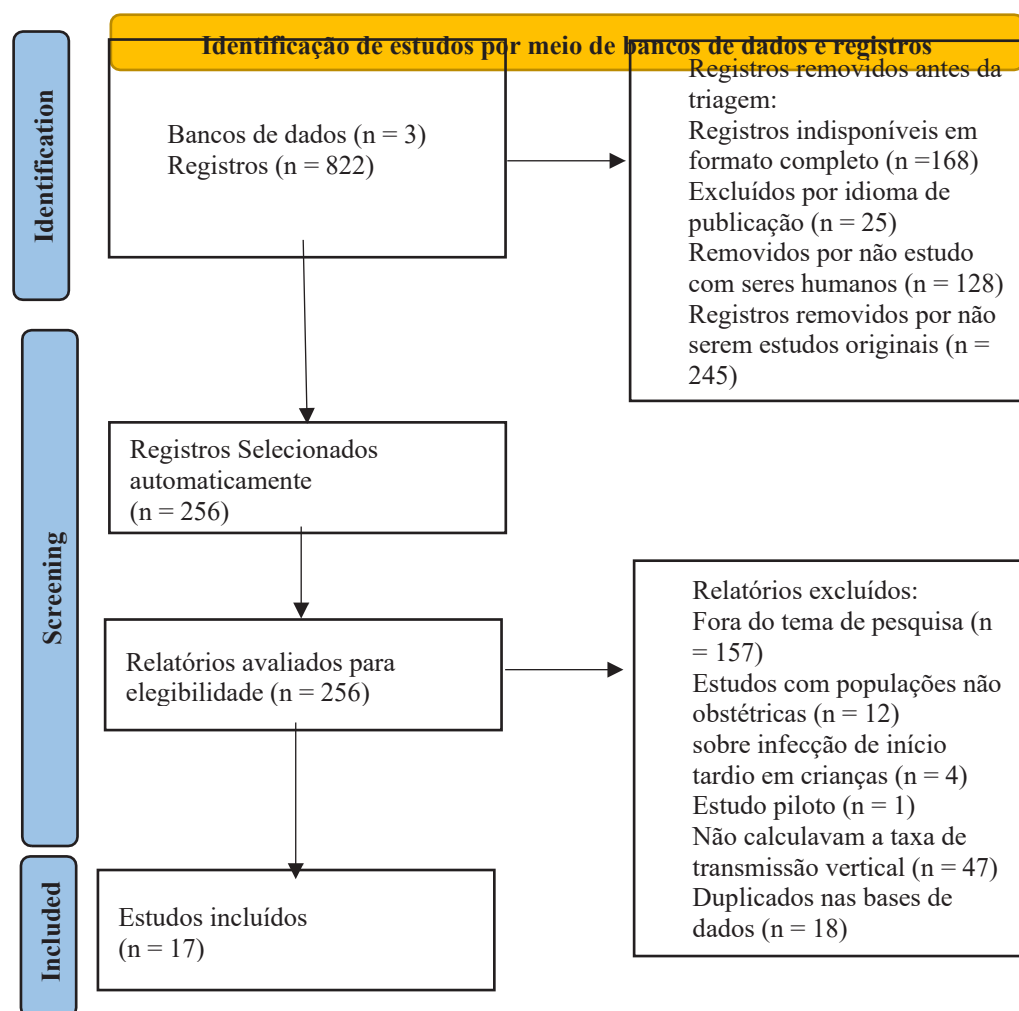 Identificação de estudos por meio de bancos de dados e registros
Identification
Bancos de dados (n = 3)
Registros (n = 822)
Registros removidos antes da
triagem:
Registros indisponíveis em
formato completo (n =168)
Excluídos por idioma de
publicação (n = 25)
Removidos por não estudo
com seres humanos (n = 128)
Registros removidos por não
serem estudos originais (n =
245)
Screening
Registros Selecionados
automaticamente
(n = 256)
Relatórios avaliados para
elegibilidade (n = 256)
Relatórios excluídos:
Fora do tema de pesquisa (n
= 157)
Estudos com populações não
obstétricas (n = 12)
sobre infecção de início
tardio em crianças (n = 4)
Estudo piloto (n = 1)
Não calculavam a taxa de
transmissão vertical (n = 47)
Duplicados nas bases de
dados (n = 18)
Included
Estudos incluídos
(n = 17)